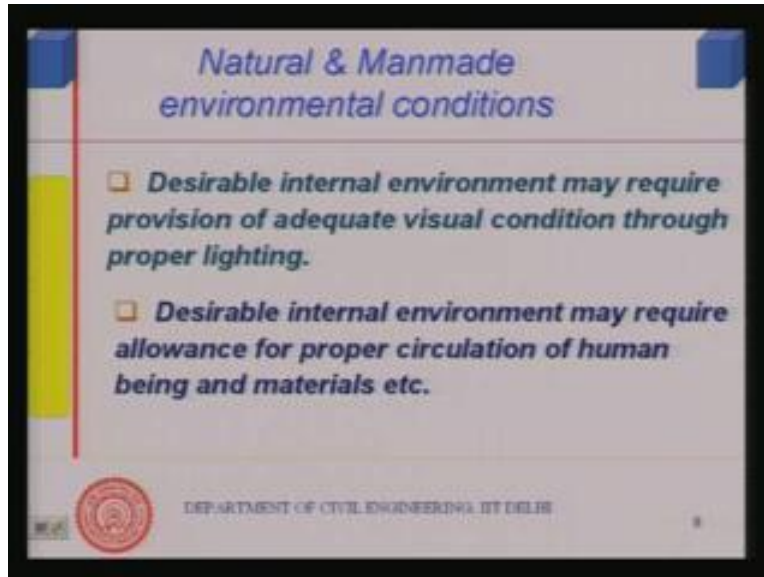 Natural & Manmade
environmental conditions
❑ Desirable internal environment may require
provision of adequate visual condition through
proper lighting.
❑ Desirable internal environment may require
allowance for proper circulation of human
being and materials etc.
DEPARTMENT OF CIVIL ENGINEERING, IIT DELHI
8